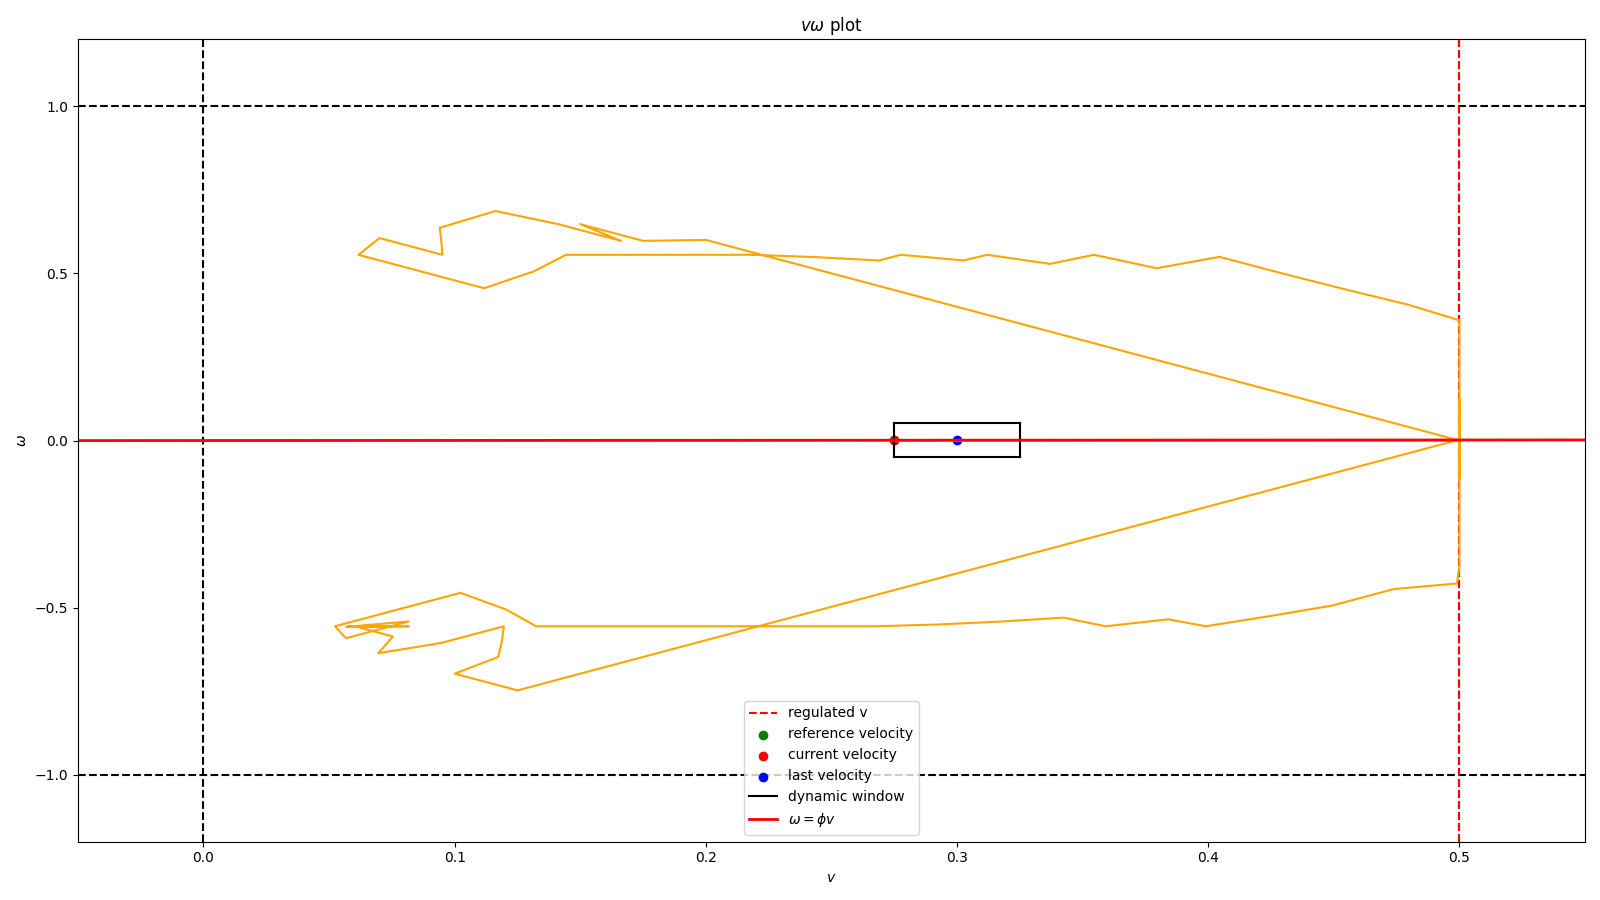 vω plot
1.0
0.5
0.0
−0.5
−1.0
ω
0.0
0.1
0.2
0.3
0.4
0.5
v
regulated v
reference velocity
current velocity
last velocity
dynamic window
ω = ϕv